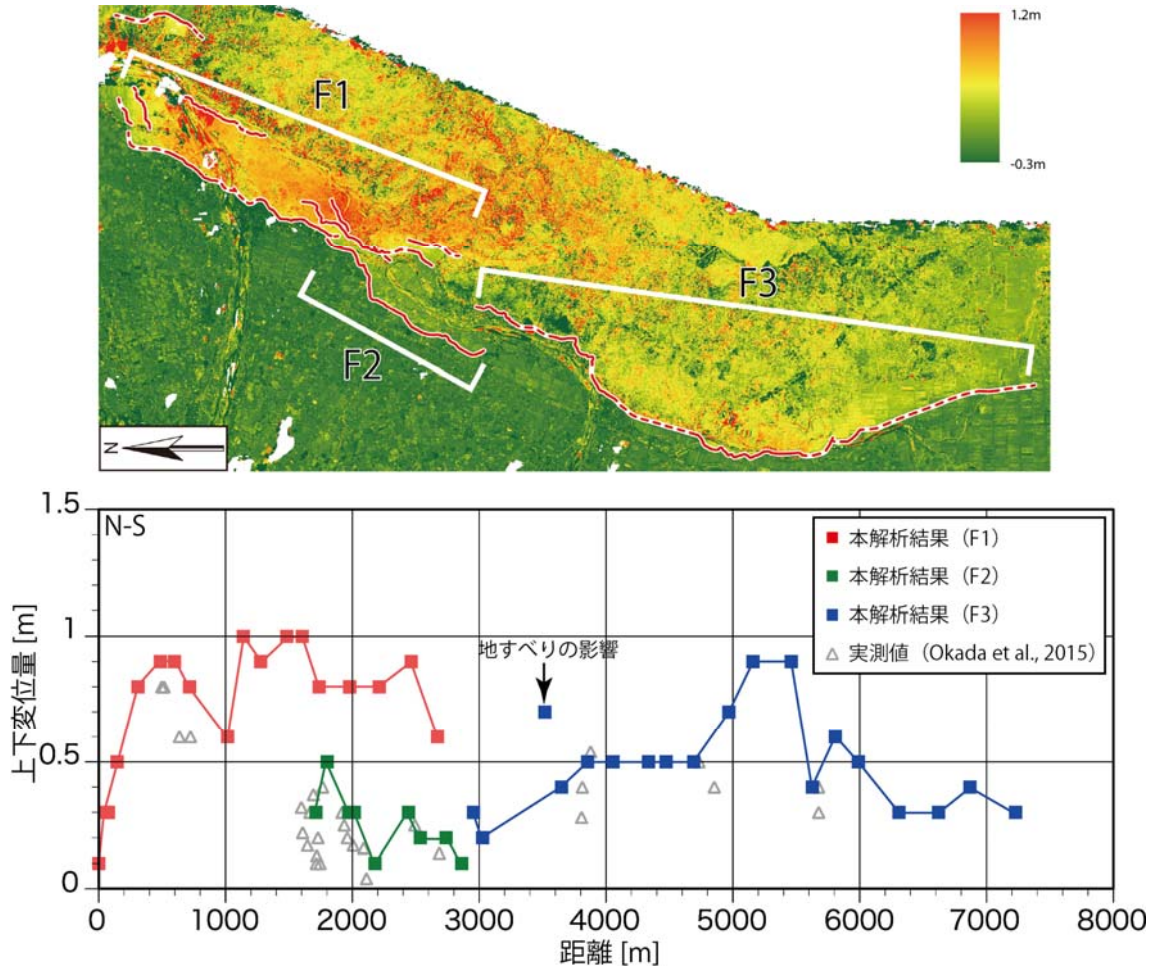 1.2m
-0.3m
F1
F2
F3
N
N-S
1.5
1
0.5
0
上下変位量 [m]
地すべりの影響
本解析結果（F1）
本解析結果（F2）
本解析結果（F3）
実測値（Okada et al., 2015）
0 1000 2000 3000 4000 5000 6000 7000 8000
距離 [m]